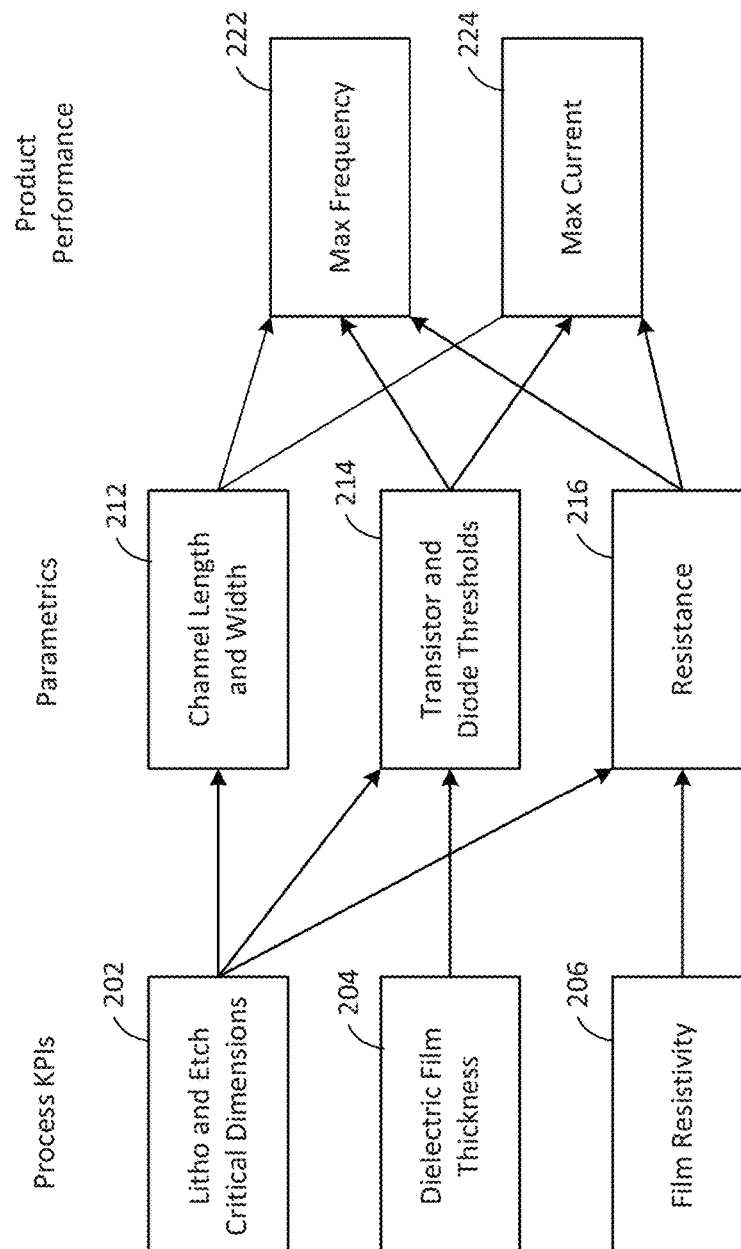 Process KPIs
Parametrics
Product
Performance
202
Litho and Etch
Critical Dimensions
212
Channel Length
and Width
222
Max Frequency
204
Dielectric Film
Thickness
214
Transistor and
Diode Thresholds
224
Max Current
206
Film Resistivity
216
Resistance